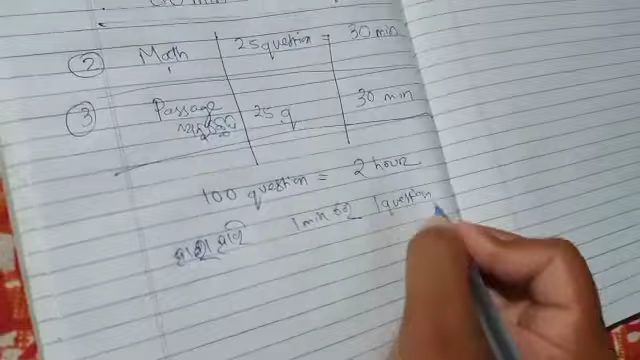 ② Math 25 question = 30 min
③ Passage 25 q 30 min
100 question = 2 hour
1 min ରେ 1 question